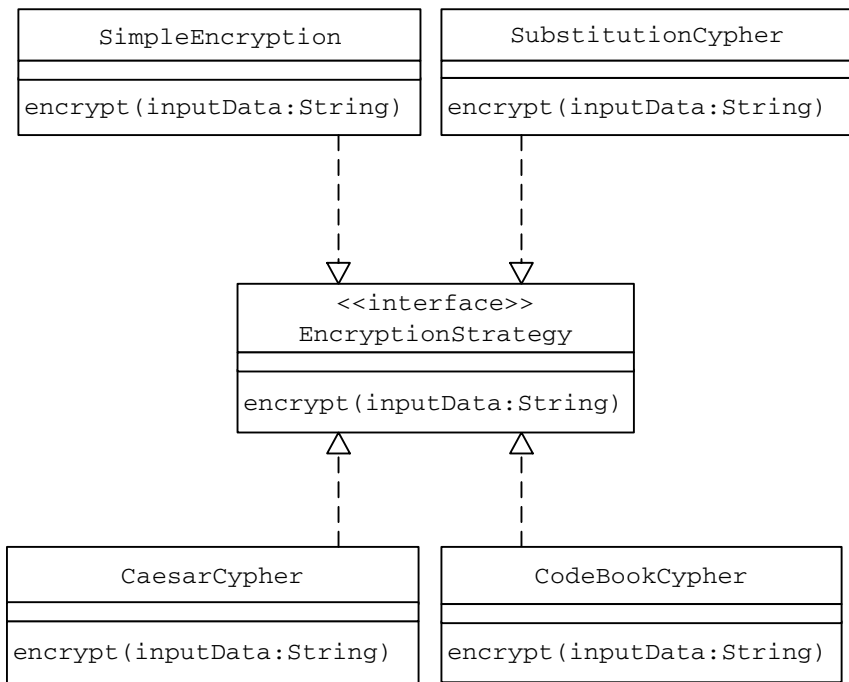 SimpleEncryption
encrypt(inputData:String)
SubstitutionCypher
encrypt(inputData:String)
<<interface>>
EncryptionStrategy
encrypt(inputData:String)
CaesarCypher
encrypt(inputData:String)
CodeBookCypher
encrypt(inputData:String)